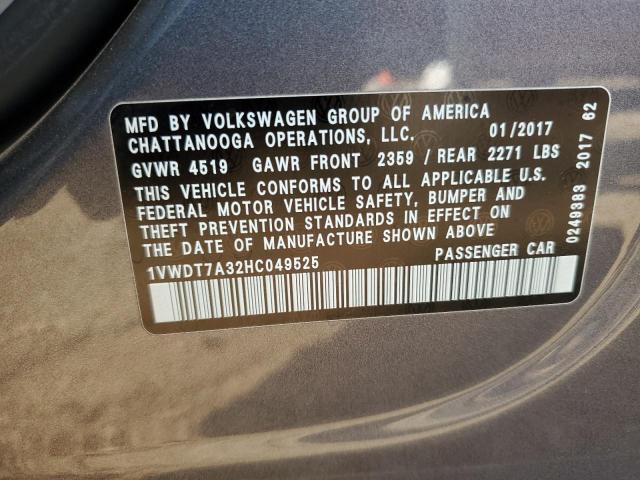 MFD BY VOLKSWAGEN GROUP OF AMERICA
CHATTANOOGA OPERATIONS, LLC. 01/2017
GVWR 4519 GAWR FRONT 2359 / REAR 2271 LBS
THIS VEHICLE CONFORMS TO ALL APPLICABLE U.S.
FEDERAL MOTOR VEHICLE SAFETY, BUMPER AND
THEFT PREVENTION STANDARDS IN EFFECT ON
THE DATE OF MANUFACTURE SHOWN ABOVE
1VWDT7A32HC049525 PASSENGER CAR
0249383 2017 62